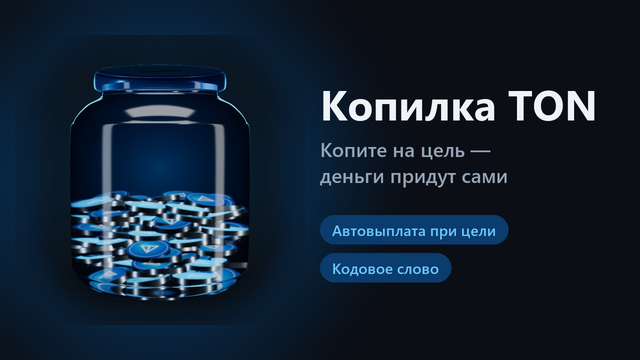 Копилка TON
Копите на цель —
деньги придут сами
Автовыплата при цели
Кодовое слово